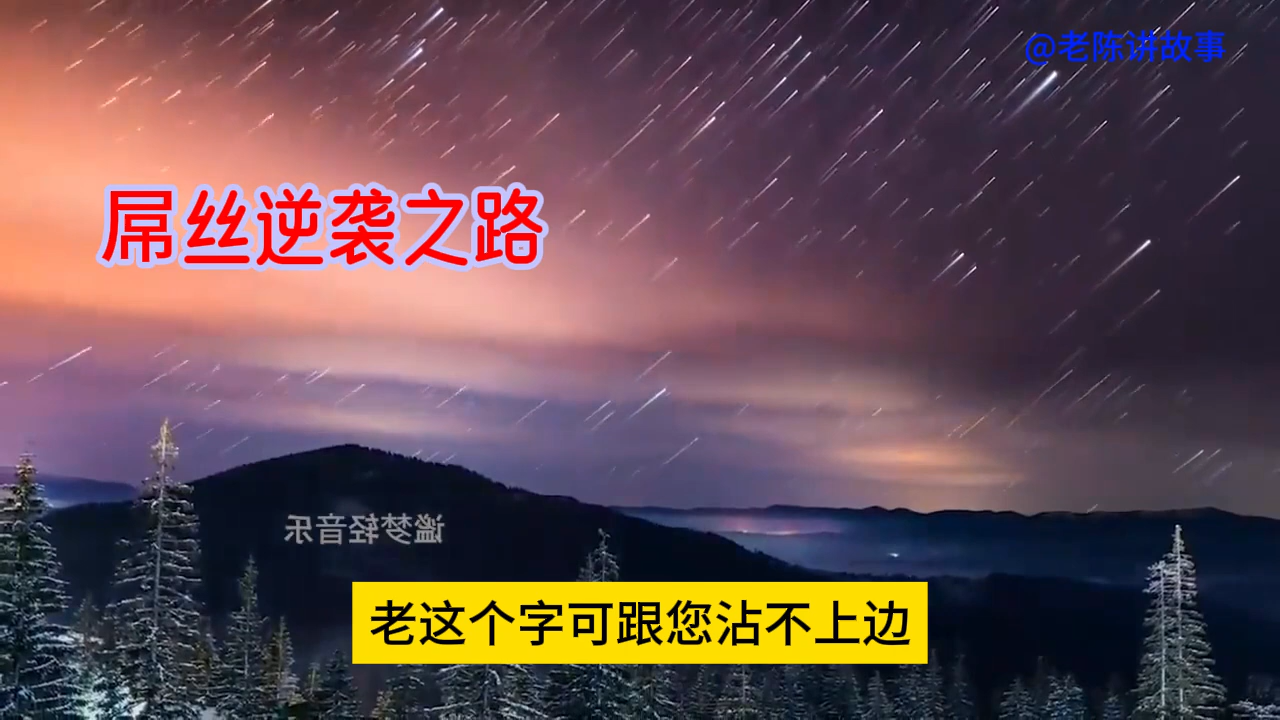 @老陈讲故事
屌丝逆袭之路
谧梦轻音乐
老这个字可跟您沾不上边